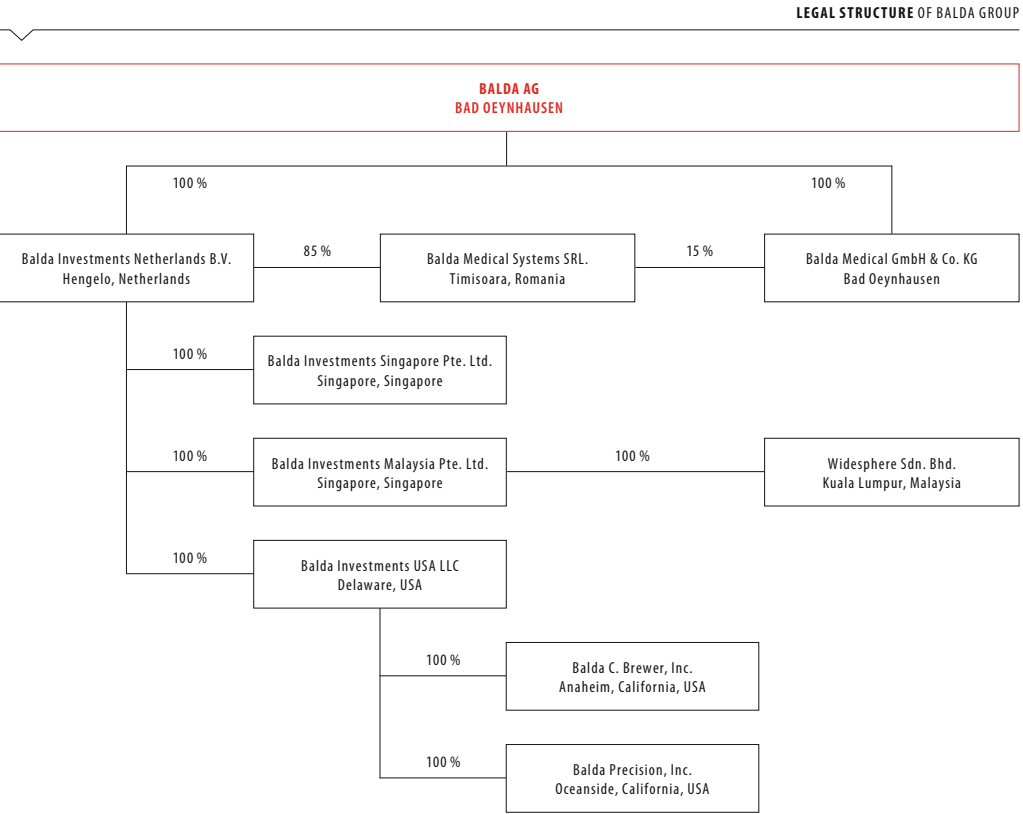 LEGAL STRUCTURE OF BALDA GROUP
BALDA AG
BAD OEYNHAUSEN
100 %
100 %
Balda Investments Netherlands B.V.
Hengelo, Netherlands
85 %
Balda Medical Systems SRL.
Timisoara, Romania
15 %
Balda Medical GmbH & Co. KG
Bad Oeynhausen
100 %
Balda Investments Singapore Pte. Ltd.
Singapore, Singapore
100 %
Balda Investments Malaysia Pte. Ltd.
Singapore, Singapore
100 %
Widesphere Sdn. Bhd.
Kuala Lumpur, Malaysia
100 %
Balda Investments USA LLC
Delaware, USA
100 %
Balda C. Brewer, Inc.
Anaheim, California, USA
100 %
Balda Precision, Inc.
Oceanside, California, USA